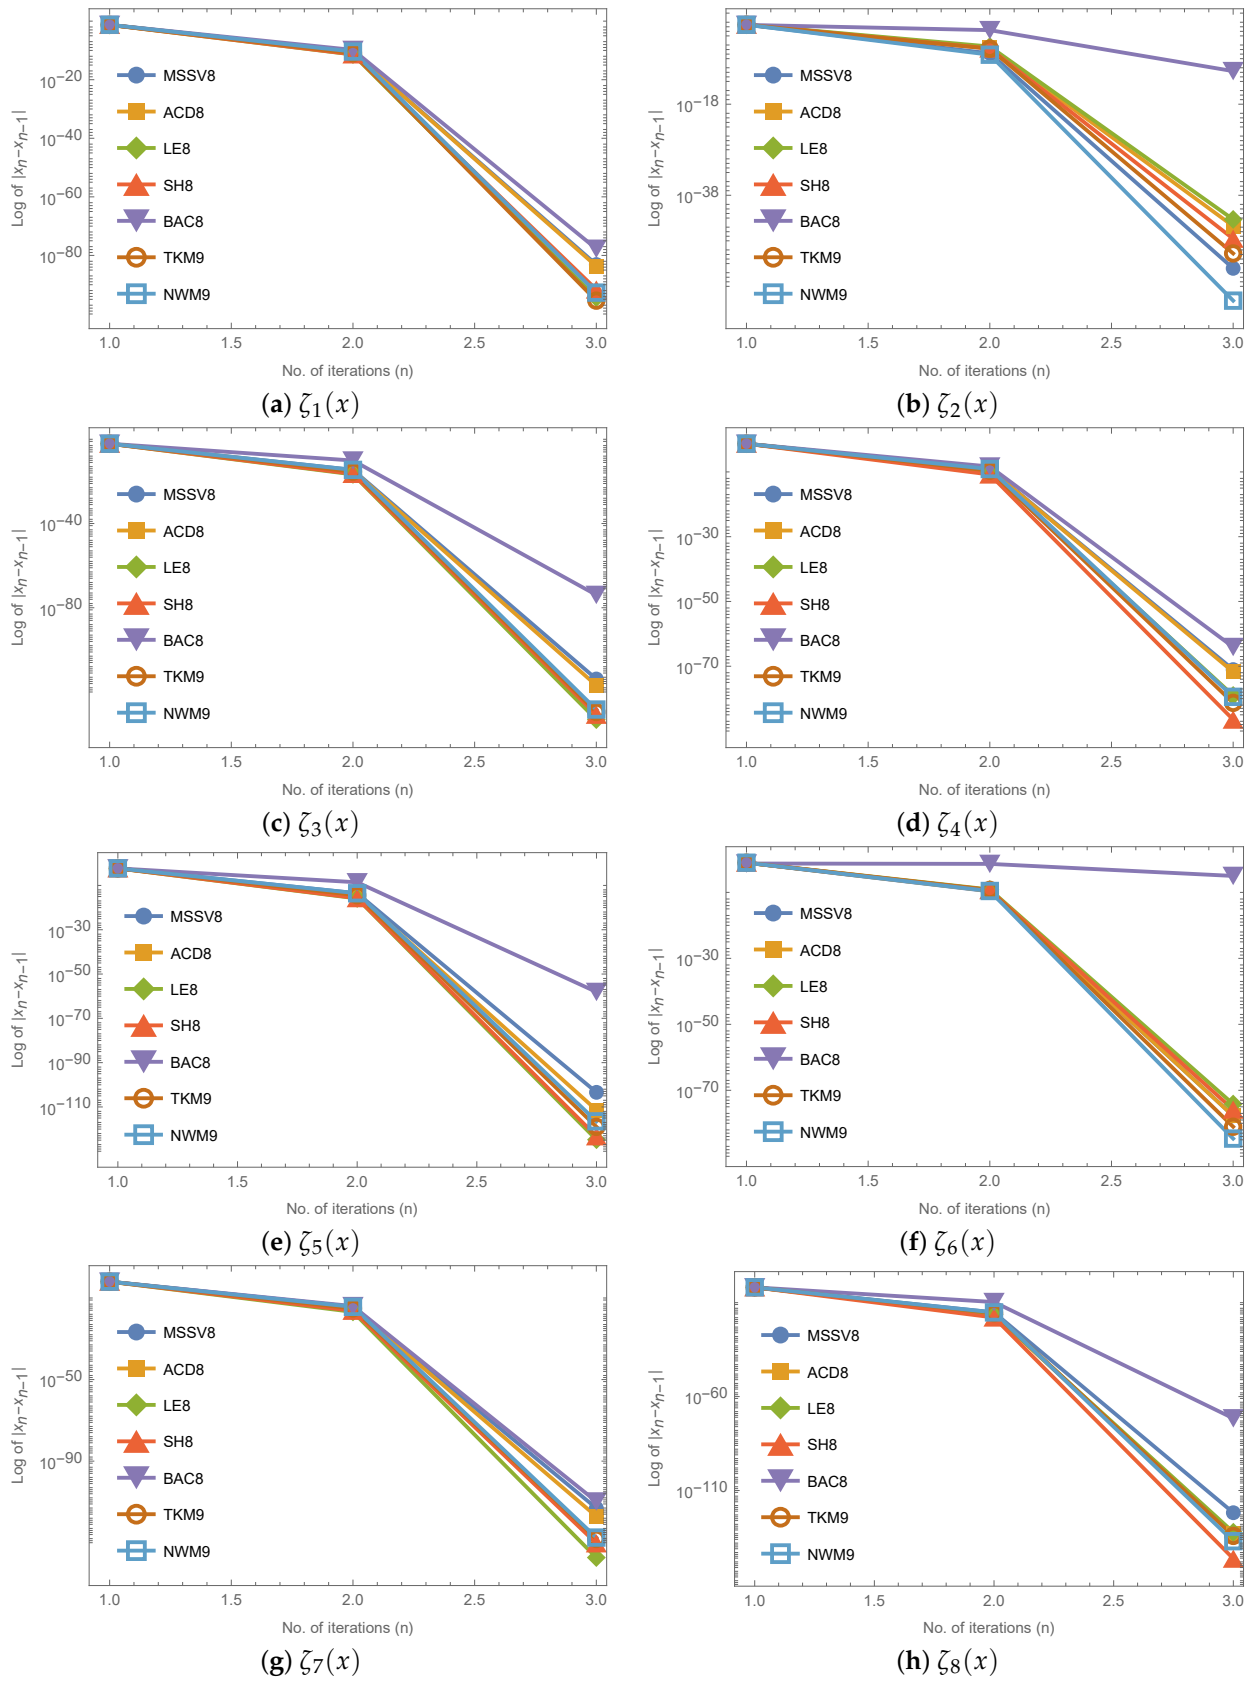 Log of |xn−xn−1|
10−20
10−40
10−60
10−80
MSSV8
ACD8
LE8
SH8
BAC8
TKM9
NWM9
1.0 1.5 2.0 2.5 3.0
No. of iterations (n)
(a) ζ1(x)
Log of |xn−xn−1|
10−18
10−38
MSSV8
ACD8
LE8
SH8
BAC8
TKM9
NWM9
1.0 1.5 2.0 2.5 3.0
No. of iterations (n)
(b) ζ2(x)
Log of |xn−xn−1|
10−40
10−80
MSSV8
ACD8
LE8
SH8
BAC8
TKM9
NWM9
1.0 1.5 2.0 2.5 3.0
No. of iterations (n)
(c) ζ3(x)
Log of |xn−xn−1|
10−30
10−50
10−70
MSSV8
ACD8
LE8
SH8
BAC8
TKM9
NWM9
1.0 1.5 2.0 2.5 3.0
No. of iterations (n)
(d) ζ4(x)
Log of |xn−xn−1|
10−30
10−50
10−70
10−90
10−110
MSSV8
ACD8
LE8
SH8
BAC8
TKM9
NWM9
1.0 1.5 2.0 2.5 3.0
No. of iterations (n)
(e) ζ5(x)
Log of |xn−xn−1|
10−30
10−50
10−70
MSSV8
ACD8
LE8
SH8
BAC8
TKM9
NWM9
1.0 1.5 2.0 2.5 3.0
No. of iterations (n)
(f) ζ6(x)
Log of |xn−xn−1|
10−50
10−90
MSSV8
ACD8
LE8
SH8
BAC8
TKM9
NWM9
1.0 1.5 2.0 2.5 3.0
No. of iterations (n)
(g) ζ7(x)
Log of |xn−xn−1|
10−60
10−110
MSSV8
ACD8
LE8
SH8
BAC8
TKM9
NWM9
1.0 1.5 2.0 2.5 3.0
No. of iterations (n)
(h) ζ8(x)